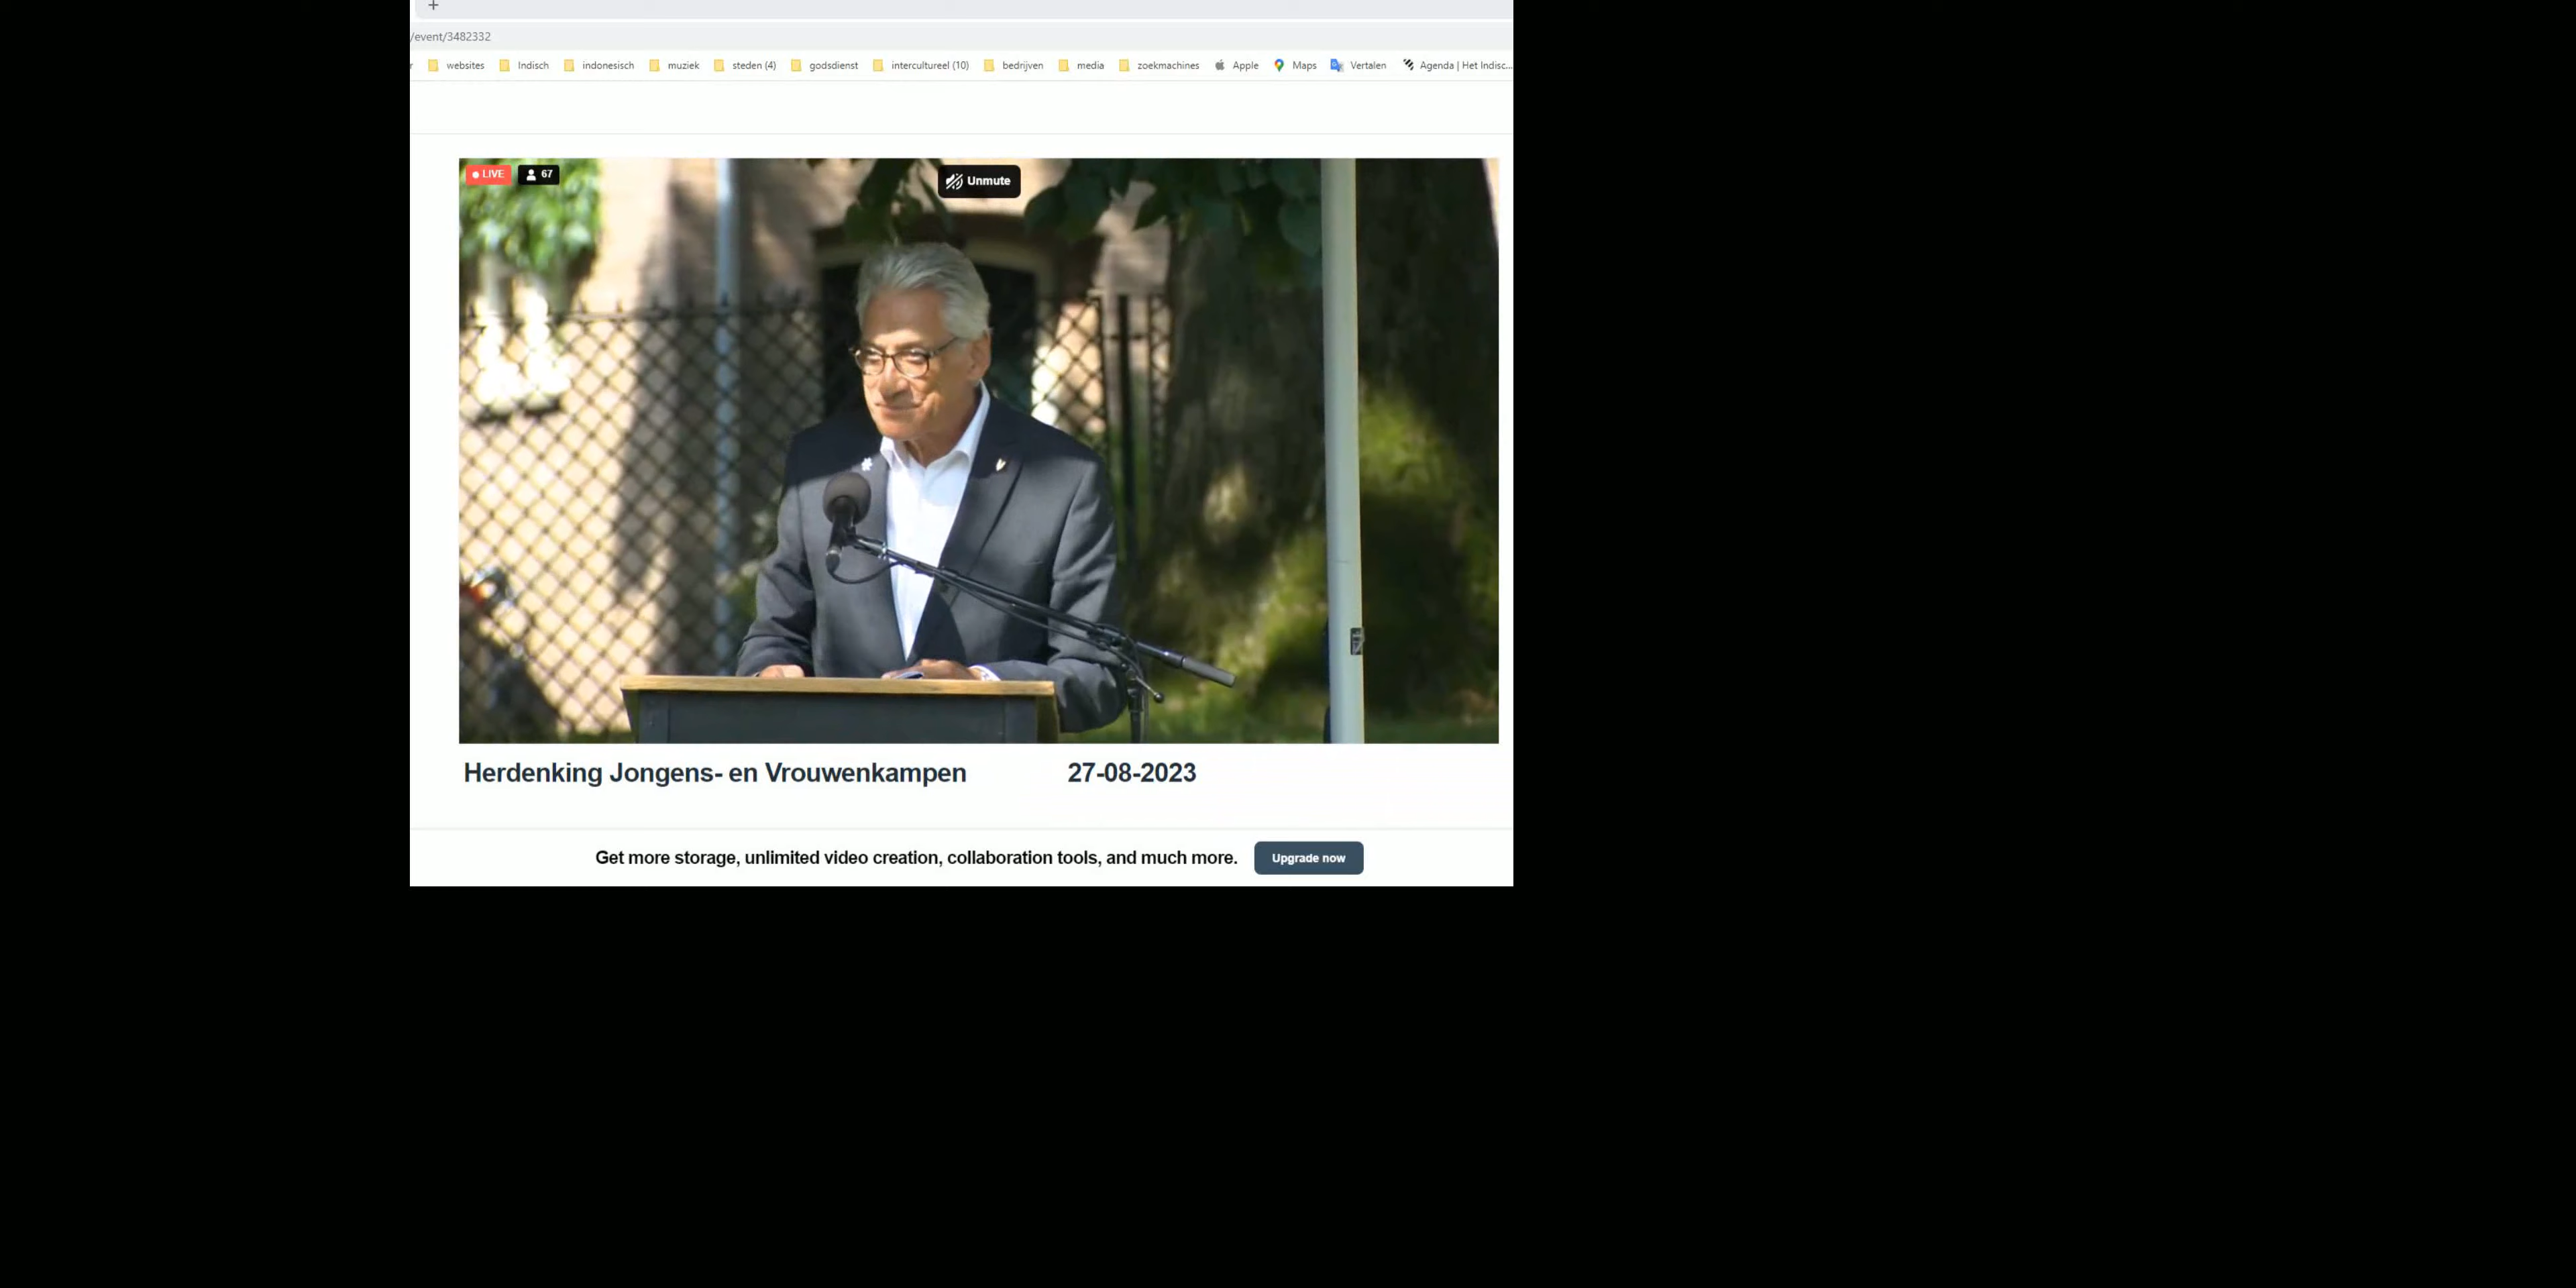 +
/event/3482332
r websites Indisch indonesisch muziek steden (4) godsdienst intercultureel (10) bedrijven media zoekmachines Apple Maps Vertalen Agenda | Het Indisc...
LIVE 67 Unmute
Herdenking Jongens- en Vrouwenkampen 27-08-2023
Get more storage, unlimited video creation, collaboration tools, and much more. Upgrade now